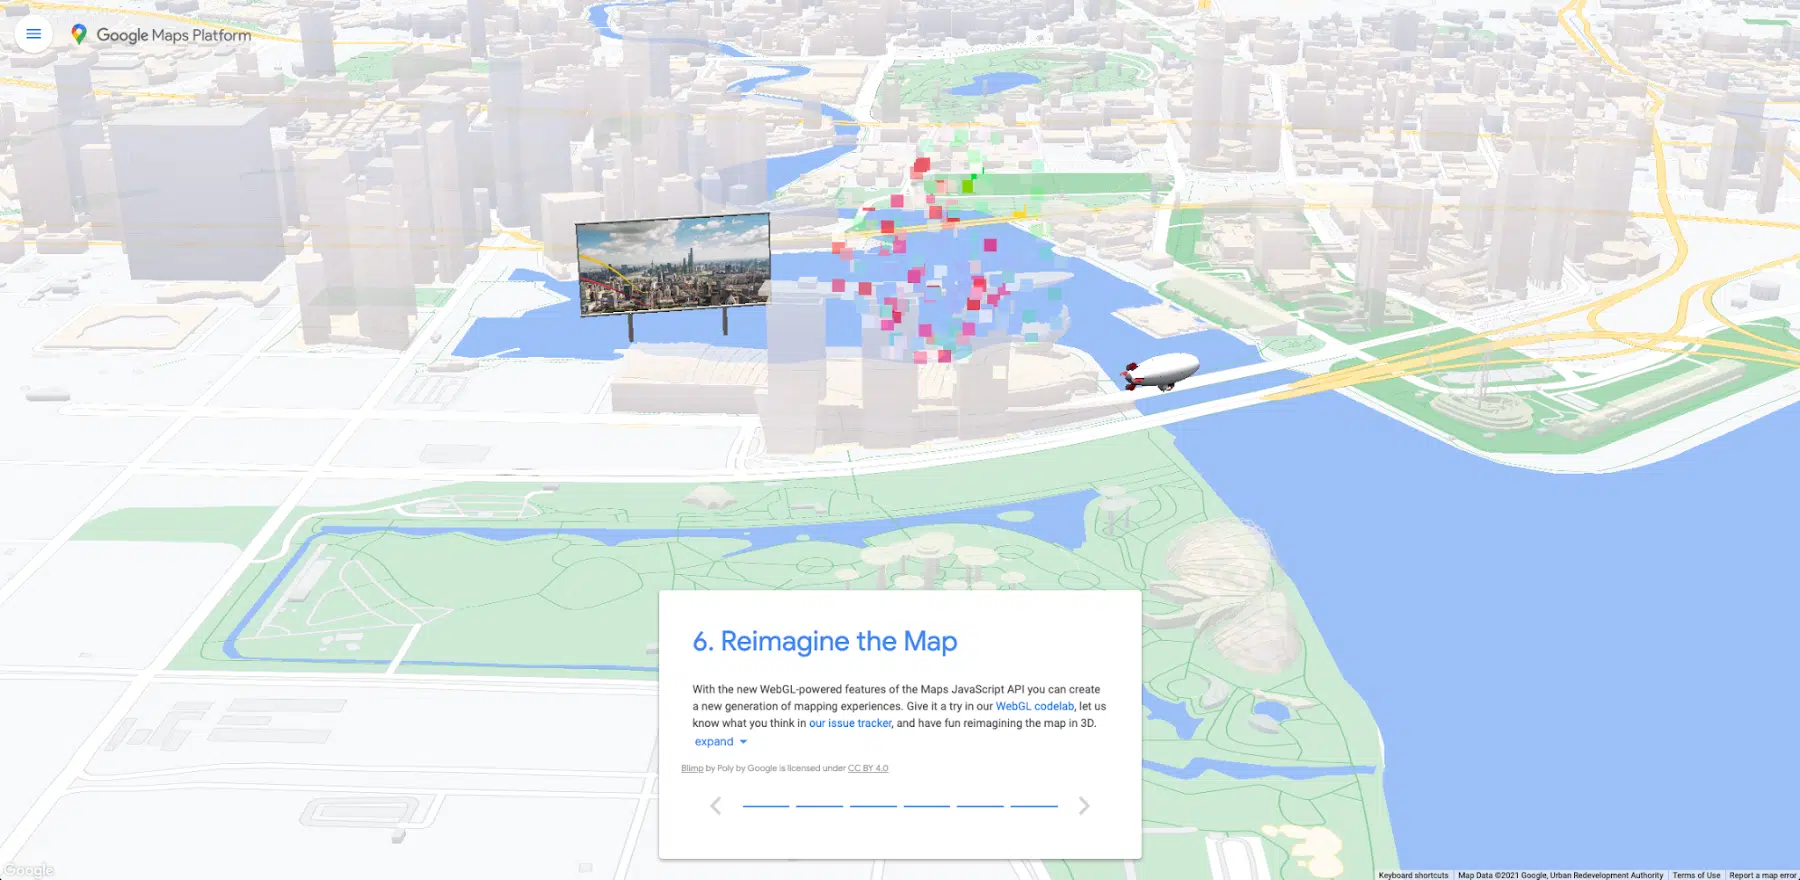 Google Maps Platform
6. Reimagine the Map
With the new WebGL-powered features of the Maps JavaScript API you can create
a new generation of mapping experiences. Give it a try in our WebGL codelab, let us
know what you think in our issue tracker, and have fun reimagining the map in 3D.
expand
Blimp by Poly by Google is licensed under CC BY 4.0
Google
Keyboard shortcuts
Map Data ©2021 Google, Urban Redevelopment Authority
Terms of Use
Report a map error